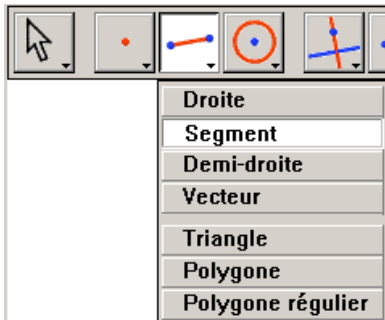 Droite
Segment
Demi-droite
Vecteur
Triangle
Polygone
Polygone régulier